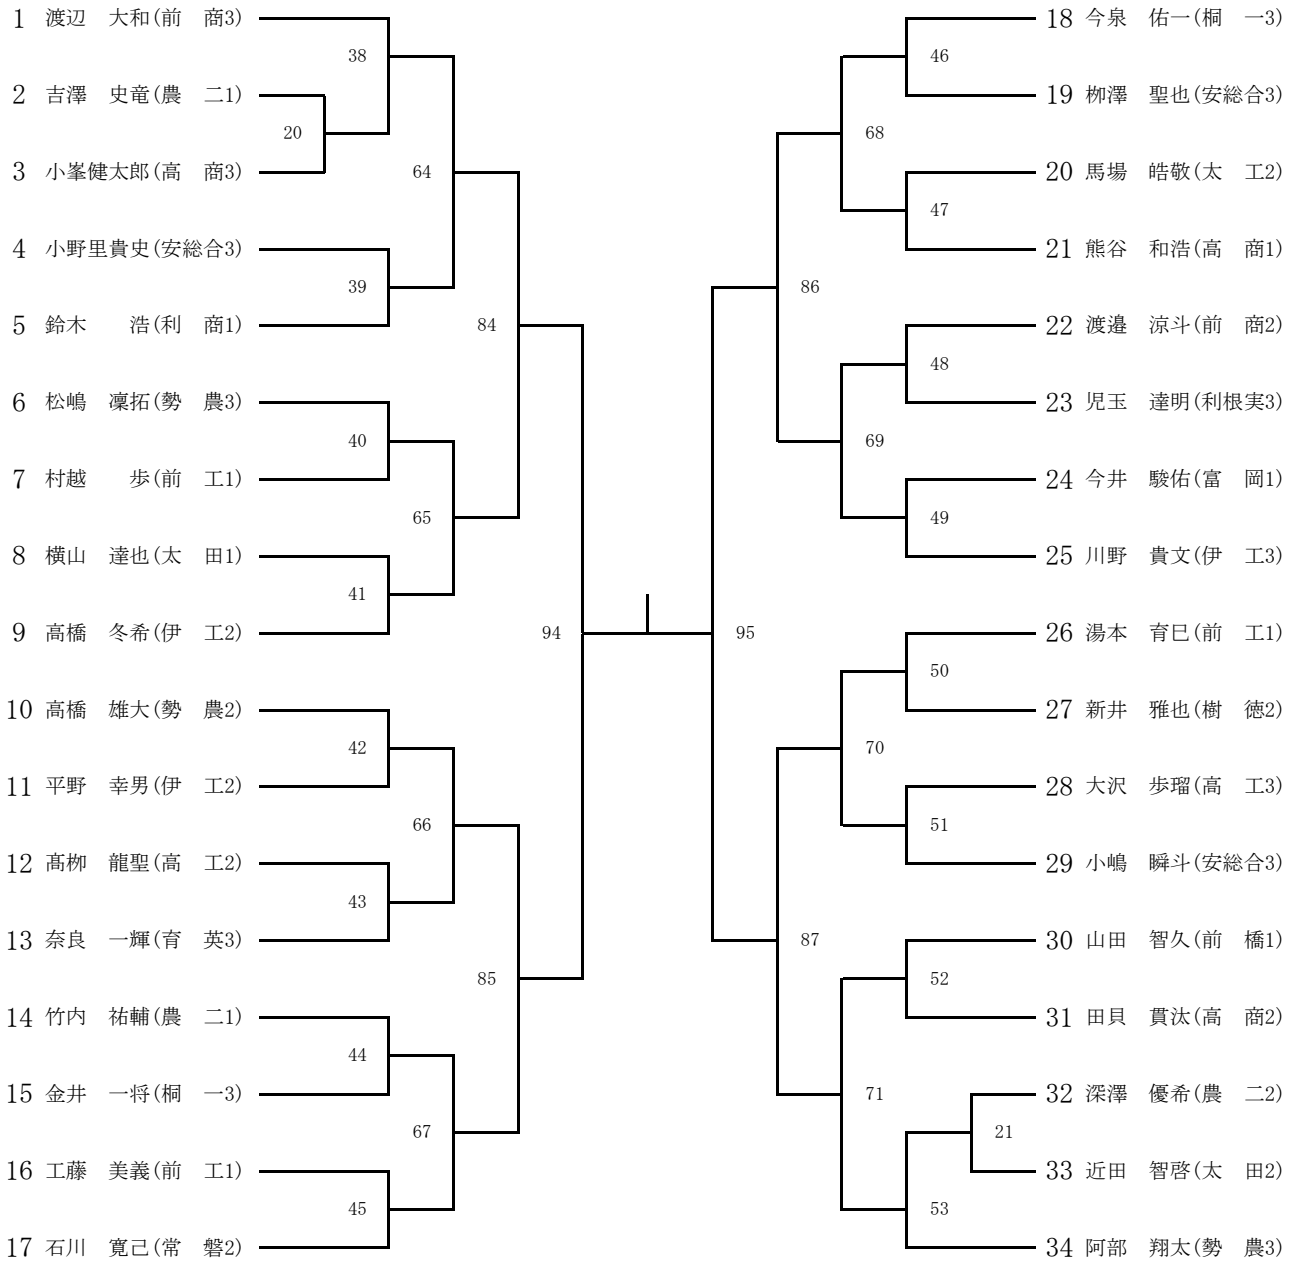 1 渡辺　大和(前　商3)
38
2 吉澤　史竜(農　二1)
20
3 小峯健太郎(高　商3)
64
4 小野里貴史(安総合3)
39
5 鈴木　　浩(利　商1)
84
6 松嶋　凜拓(勢　農3)
40
7 村越　　歩(前　工1)
65
8 横山　達也(太　田1)
41
9 高橋　冬希(伊　工2)
94
10 高橋　雄大(勢　農2)
42
11 平野　幸男(伊　工2)
66
12 髙栁　龍聖(高　工2)
43
13 奈良　一輝(育　英3)
85
14 竹内　祐輔(農　二1)
44
15 金井　一将(桐　一3)
67
16 工藤　美義(前　工1)
45
17 石川　寛己(常　磐2)
18 今泉　佑一(桐　一3)
46
19 栁澤　聖也(安総合3)
68
20 馬場　皓敬(太　工2)
47
21 熊谷　和浩(高　商1)
86
22 渡邉　涼斗(前　商2)
48
23 児玉　達明(利根実3)
69
24 今井　駿佑(富　岡1)
49
25 川野　貴文(伊　工3)
95
26 湯本　育巳(前　工1)
50
27 新井　雅也(樹　徳2)
70
28 大沢　歩瑠(高　工3)
51
29 小嶋　瞬斗(安総合3)
87
30 山田　智久(前　橋1)
52
31 田貝　貫汰(高　商2)
71
32 深澤　優希(農　二2)
21
33 近田　智啓(太　田2)
53
34 阿部　翔太(勢　農3)